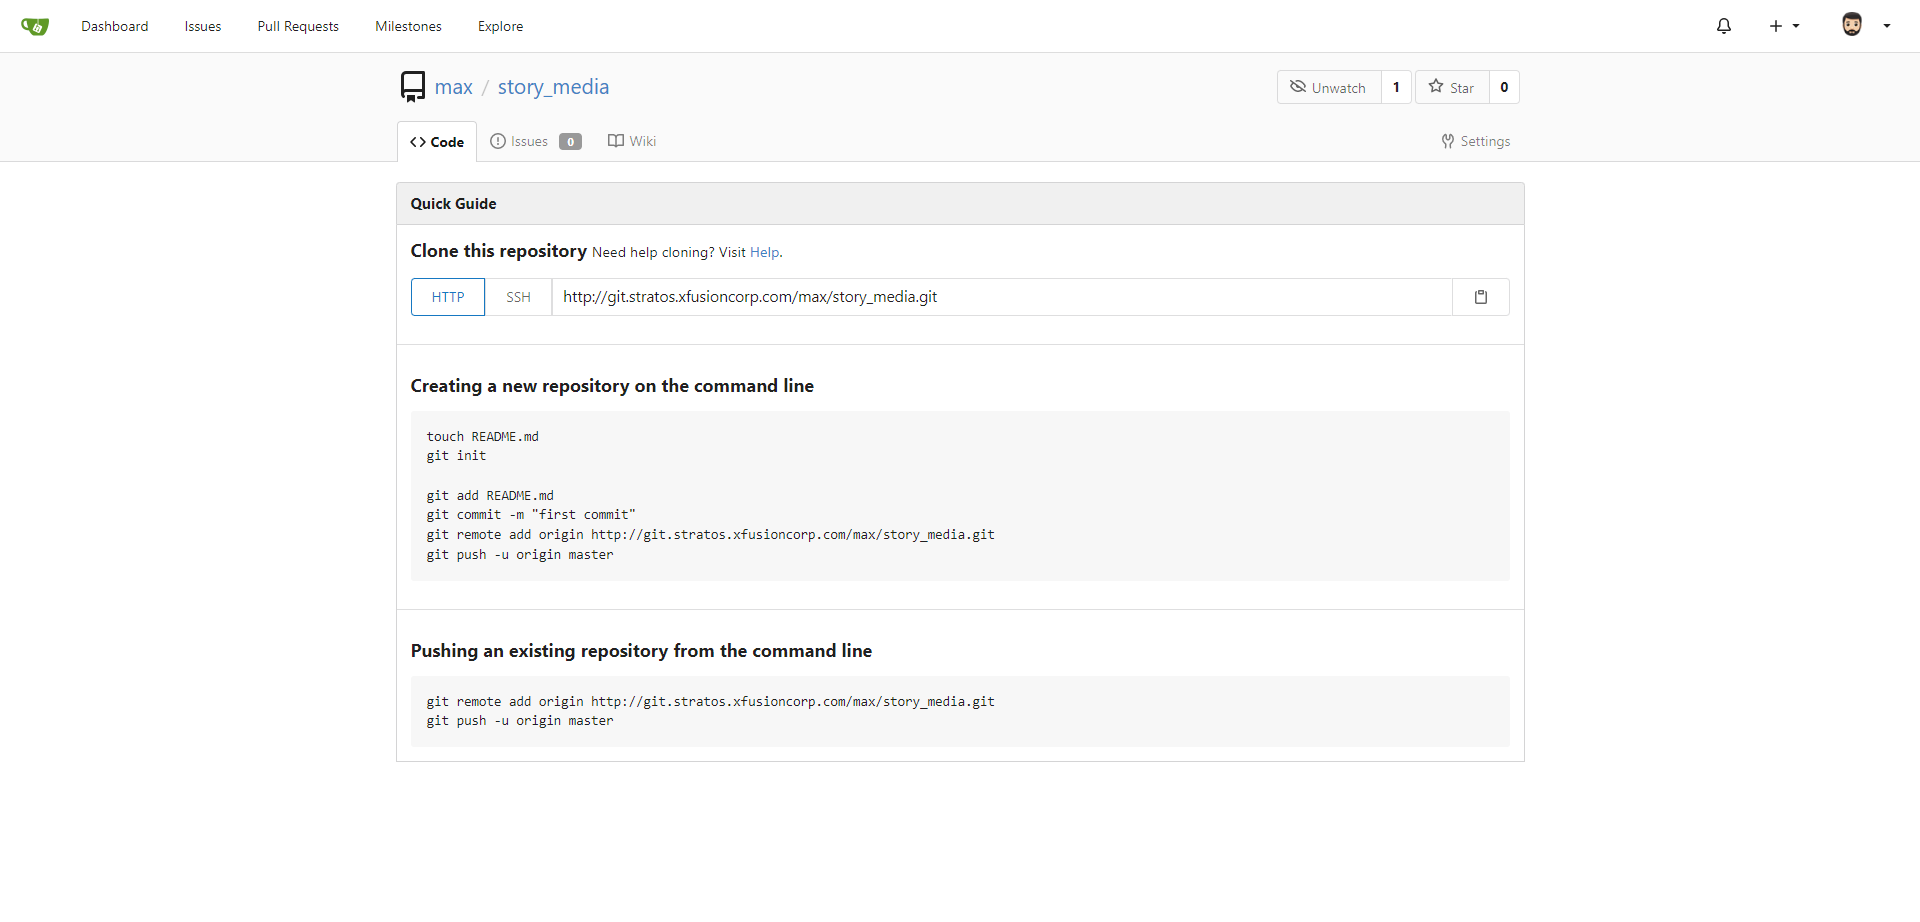 Dashboard Issues Pull Requests Milestones Explore
max / story_media
Unwatch 1 Star 0
Code Issues 0 Wiki Settings
Quick Guide
Clone this repository Need help cloning? Visit Help.
HTTP SSH http://git.stratos.xfusioncorp.com/max/story_media.git
Creating a new repository on the command line
touch README.md
git init
git add README.md
git commit -m "first commit"
git remote add origin http://git.stratos.xfusioncorp.com/max/story_media.git
git push -u origin master
Pushing an existing repository from the command line
git remote add origin http://git.stratos.xfusioncorp.com/max/story_media.git
git push -u origin master